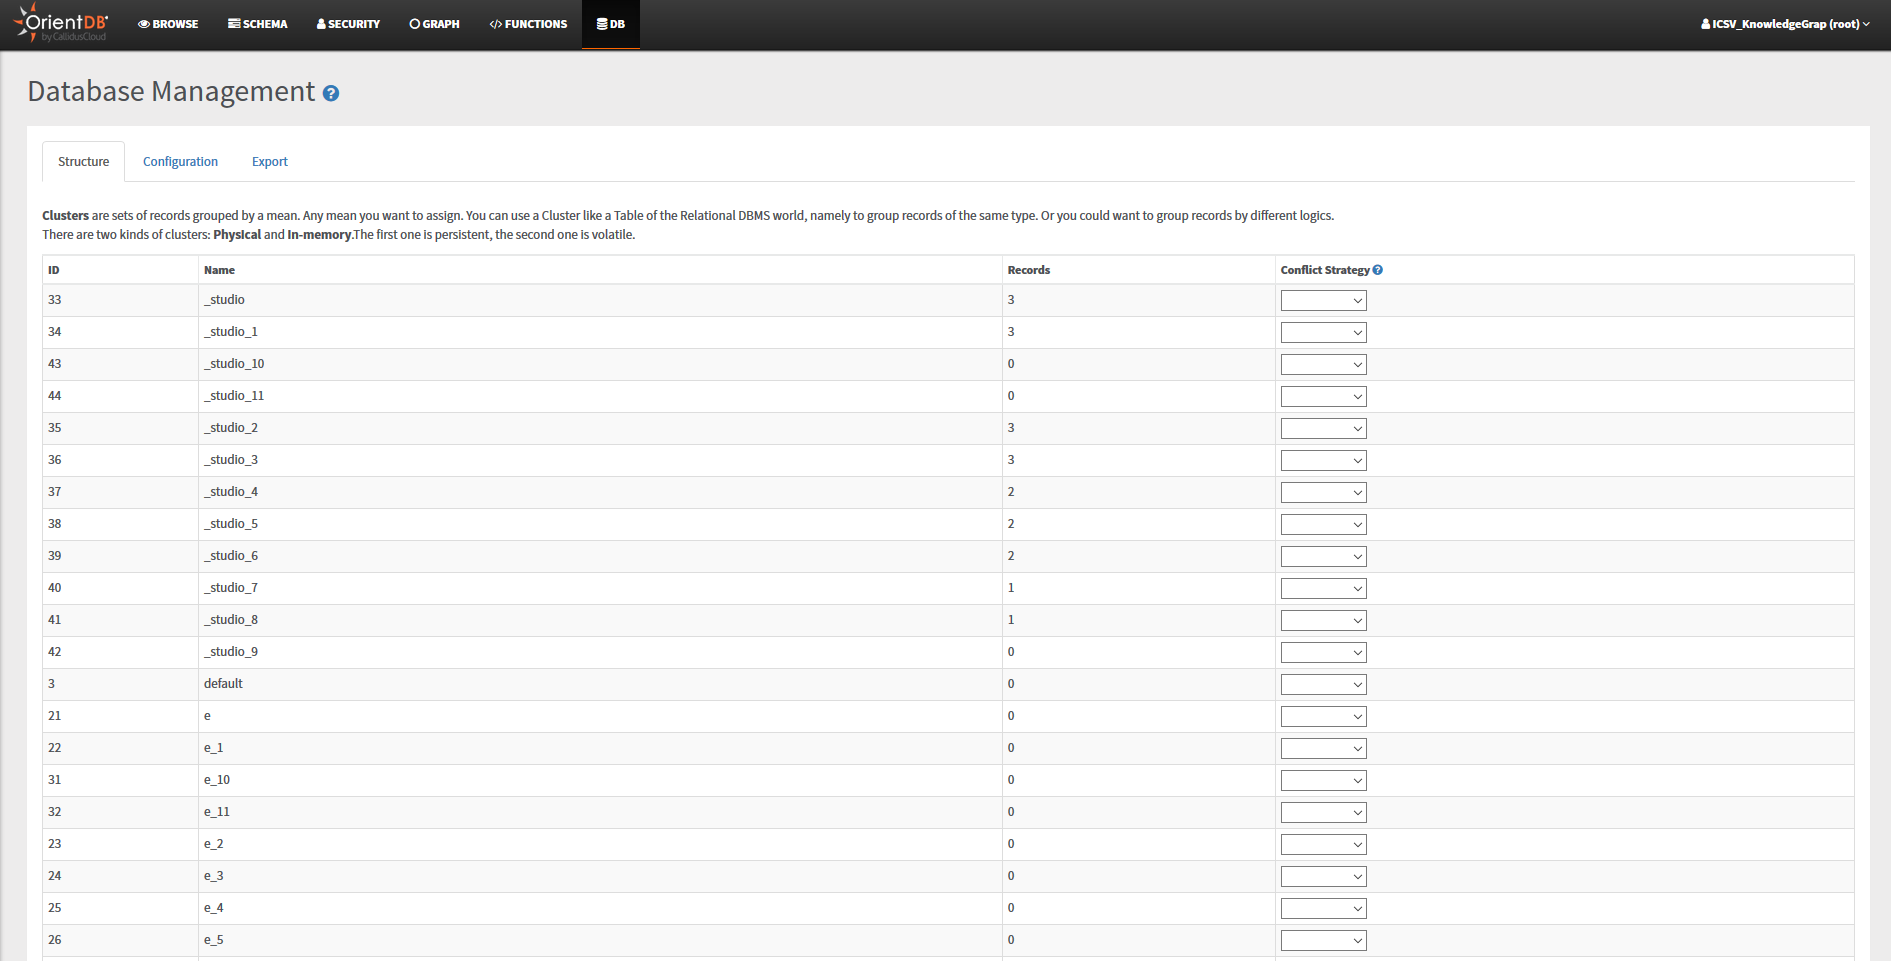 OrientDB
by CallidusCloud
BROWSE
SCHEMA
SECURITY
GRAPH
FUNCTIONS
DB
ICSV_KnowledgeGrap (root)
Database Management
Structure
Configuration
Export
Clusters are sets of records grouped by a mean. Any mean you want to assign. You can use a Cluster like a Table of the Relational DBMS world, namely to group records of the same type. Or you could want to group records by different logics.
There are two kinds of clusters: Physical and In-memory.The first one is persistent, the second one is volatile.
ID Name Records Conflict Strategy
33 _studio 3
34 _studio_1 3
43 _studio_10 0
44 _studio_11 0
35 _studio_2 3
36 _studio_3 3
37 _studio_4 2
38 _studio_5 2
39 _studio_6 2
40 _studio_7 1
41 _studio_8 1
42 _studio_9 0
3 default 0
21 e 0
22 e_1 0
31 e_10 0
32 e_11 0
23 e_2 0
24 e_3 0
25 e_4 0
26 e_5 0